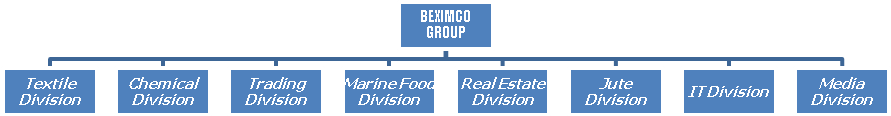 BEXIMCO
GROUP
Textile
Division
Chemical
Division
Trading
Division
Marine Food
Division
Real Estate
Division
Jute
Division
IT Division
Media
Division